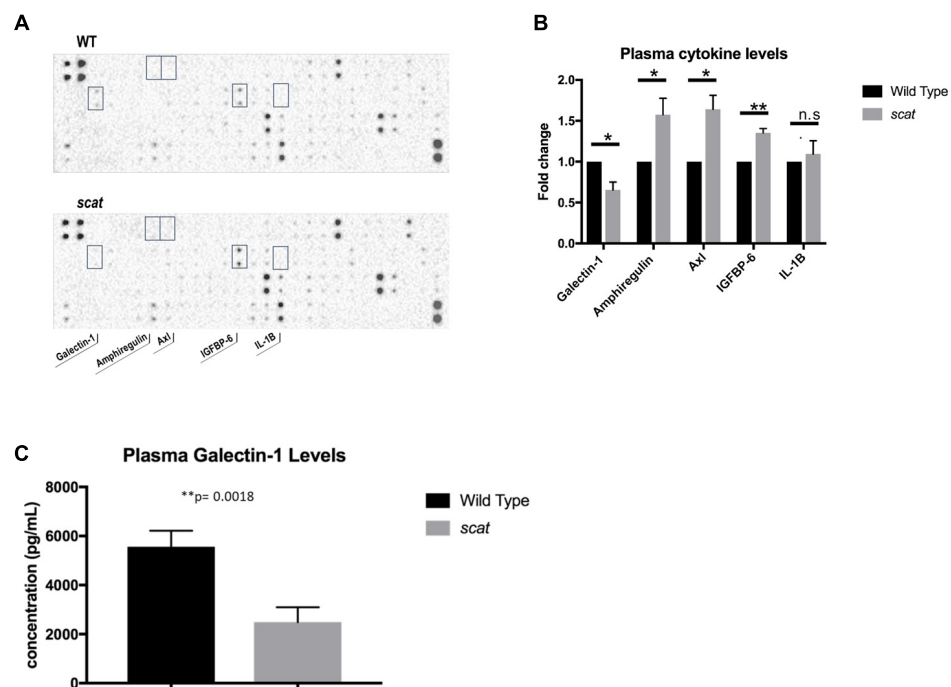 A
WT
scat
Galectin-1
Amphiregulin
Axl
IGFBP-6
IL-1B
B
Plasma cytokine levels
Fold change
2.0
1.5
1.0
0.5
0.0
*
*
*
**
n.s
Galectin-1
Amphiregulin
Axl
IGFBP-6
IL-1B
Wild Type
scat
C
Plasma Galectin-1 Levels
concentration (pg/mL)
8000
6000
4000
2000
0
**p= 0.0018
Wild Type
scat